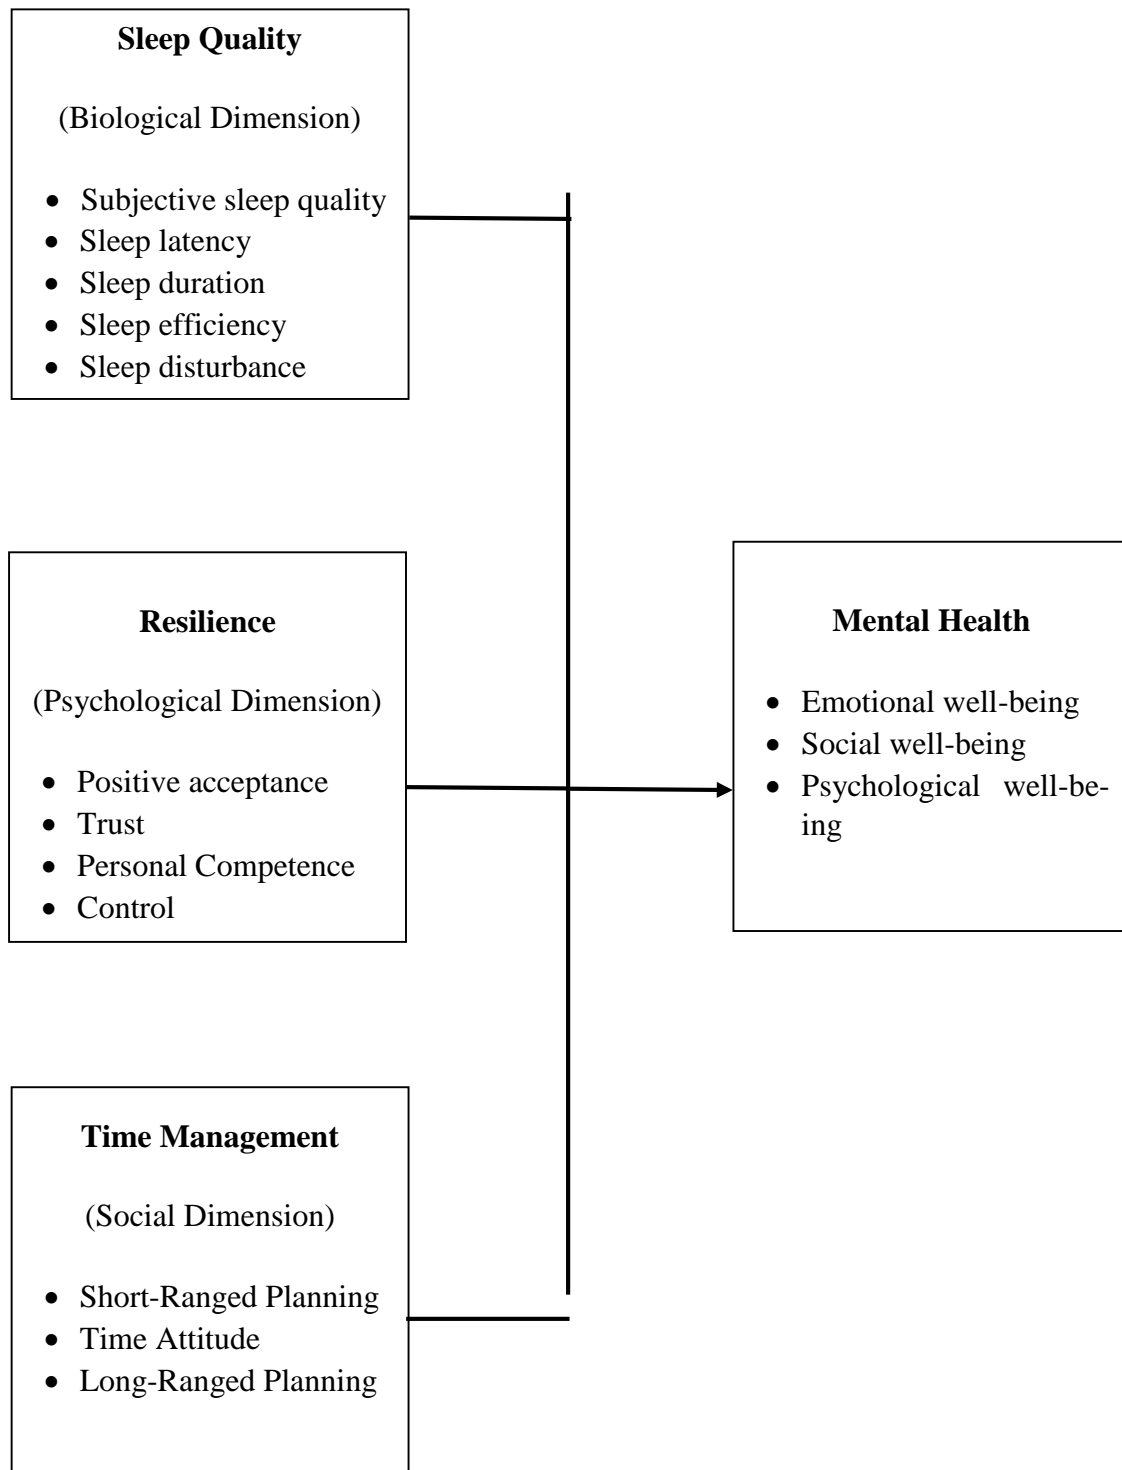 Sleep Quality
(Biological Dimension)
• Subjective sleep quality
• Sleep latency
• Sleep duration
• Sleep efficiency
• Sleep disturbance
Resilience
(Psychological Dimension)
• Positive acceptance
• Trust
• Personal Competence
• Control
Mental Health
• Emotional well-being
• Social well-being
• Psychological well-be-
ing
Time Management
(Social Dimension)
• Short-Ranged Planning
• Time Attitude
• Long-Ranged Planning